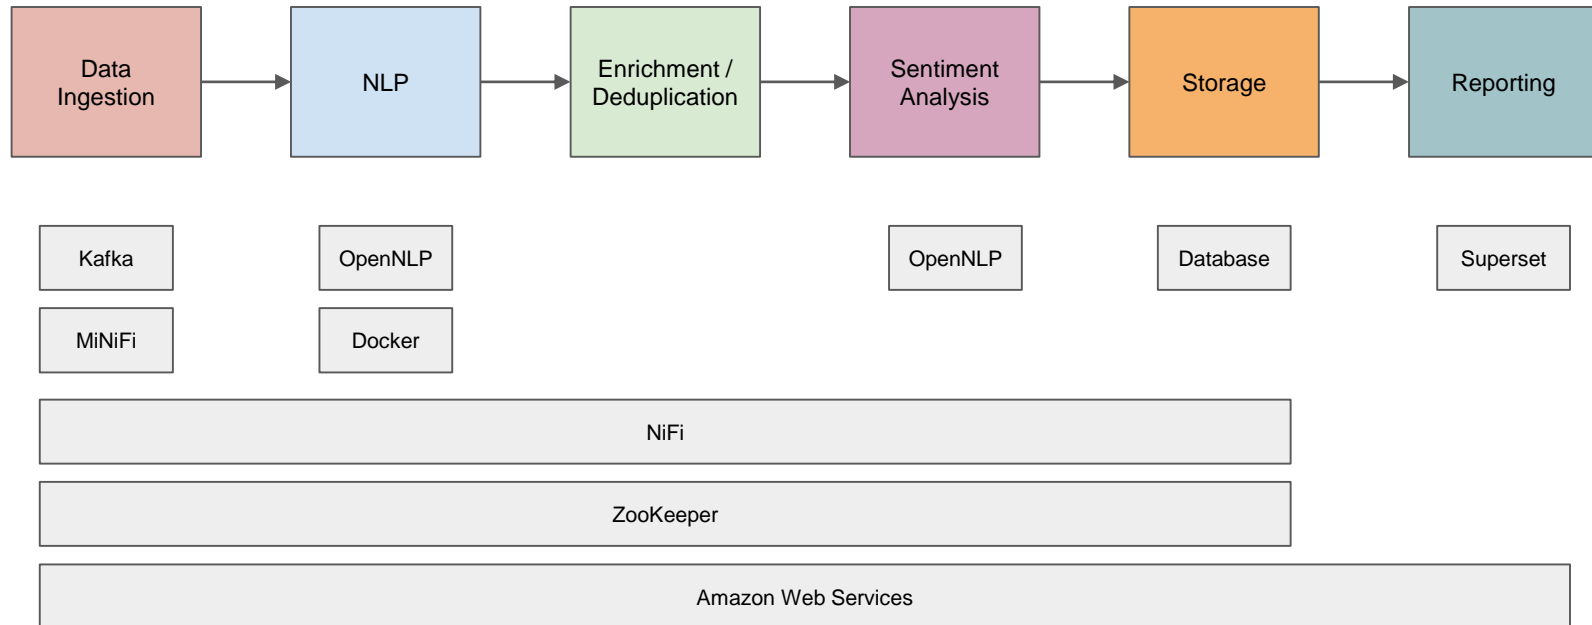 Data
Ingestion
NLP
Enrichment /
Deduplication
Sentiment
Analysis
Storage
Reporting
Kafka
OpenNLP
OpenNLP
Database
Superset
MiNiFi
Docker
NiFi
ZooKeeper
Amazon Web Services